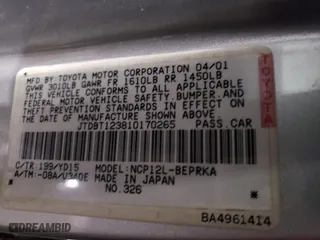 MFD. BY TOYOTA MOTOR CORPORATION 04/01
GVWR 3010LB GAWR FR 1610LB RR 1450LB
THIS VEHICLE CONFORMS TO ALL APPLICABLE
FEDERAL MOTOR VEHICLE SAFETY, BUMPER, AND
THEFT PREVENTION STANDARDS IN EFFECT ON
THE DATE OF MANUFACTURE SHOWN ABOVE.
JTDBT123810170265 PASS.CAR
C/TR: 199/YD15 MODEL: NCP12L-BEPRKA
A/TM:-08A/U340E MADE IN JAPAN
NO.326
TOYOTA
BA4961414
AUTOHELPERBOT.COM